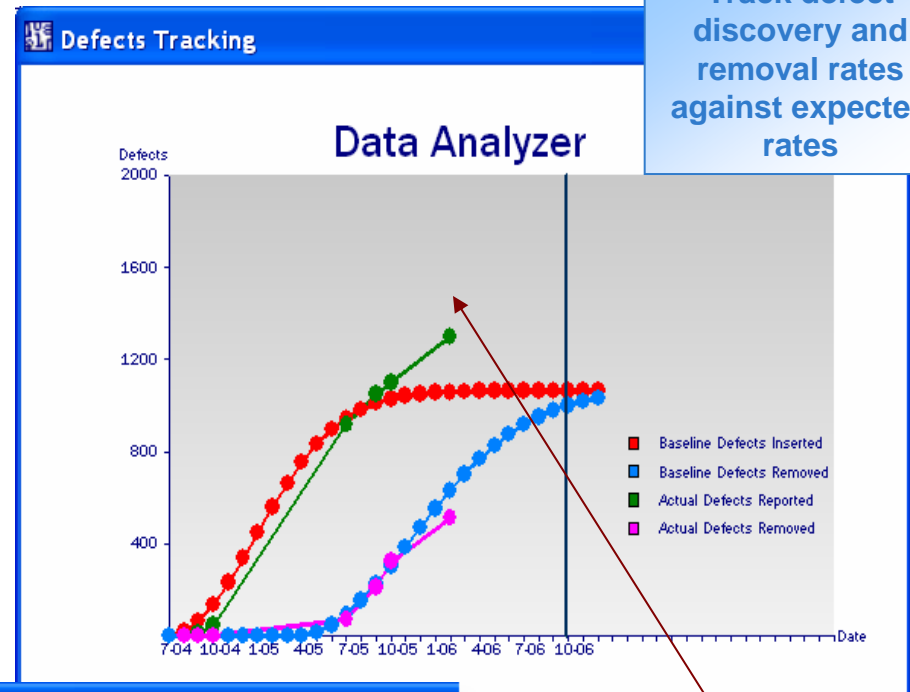 Track defect
discovery and
removal rates
rates
Defects Tracking
Data Analyzer
Defects
2000
1600
1200
800
400
Baseline Defects Inserted
Baseline Defects Removed
Actual Defects Reported
Actual Defects Removed
7-04 10-04 1-05 4-05 7-05 10-05 1-06 4-06 7-06 10-06
Date